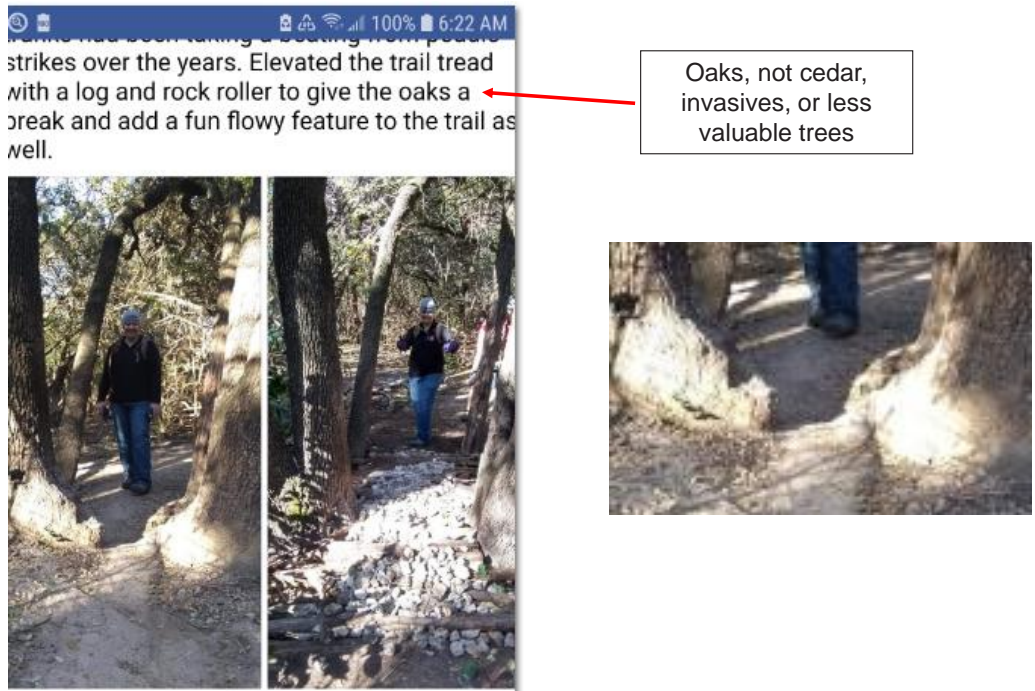 100% 6:22 AM
strikes over the years. Elevated the trail tread
with a log and rock roller to give the oaks a
break and add a fun flowy feature to the trail as
well.
Oaks, not cedar,
invasives, or less
valuable trees